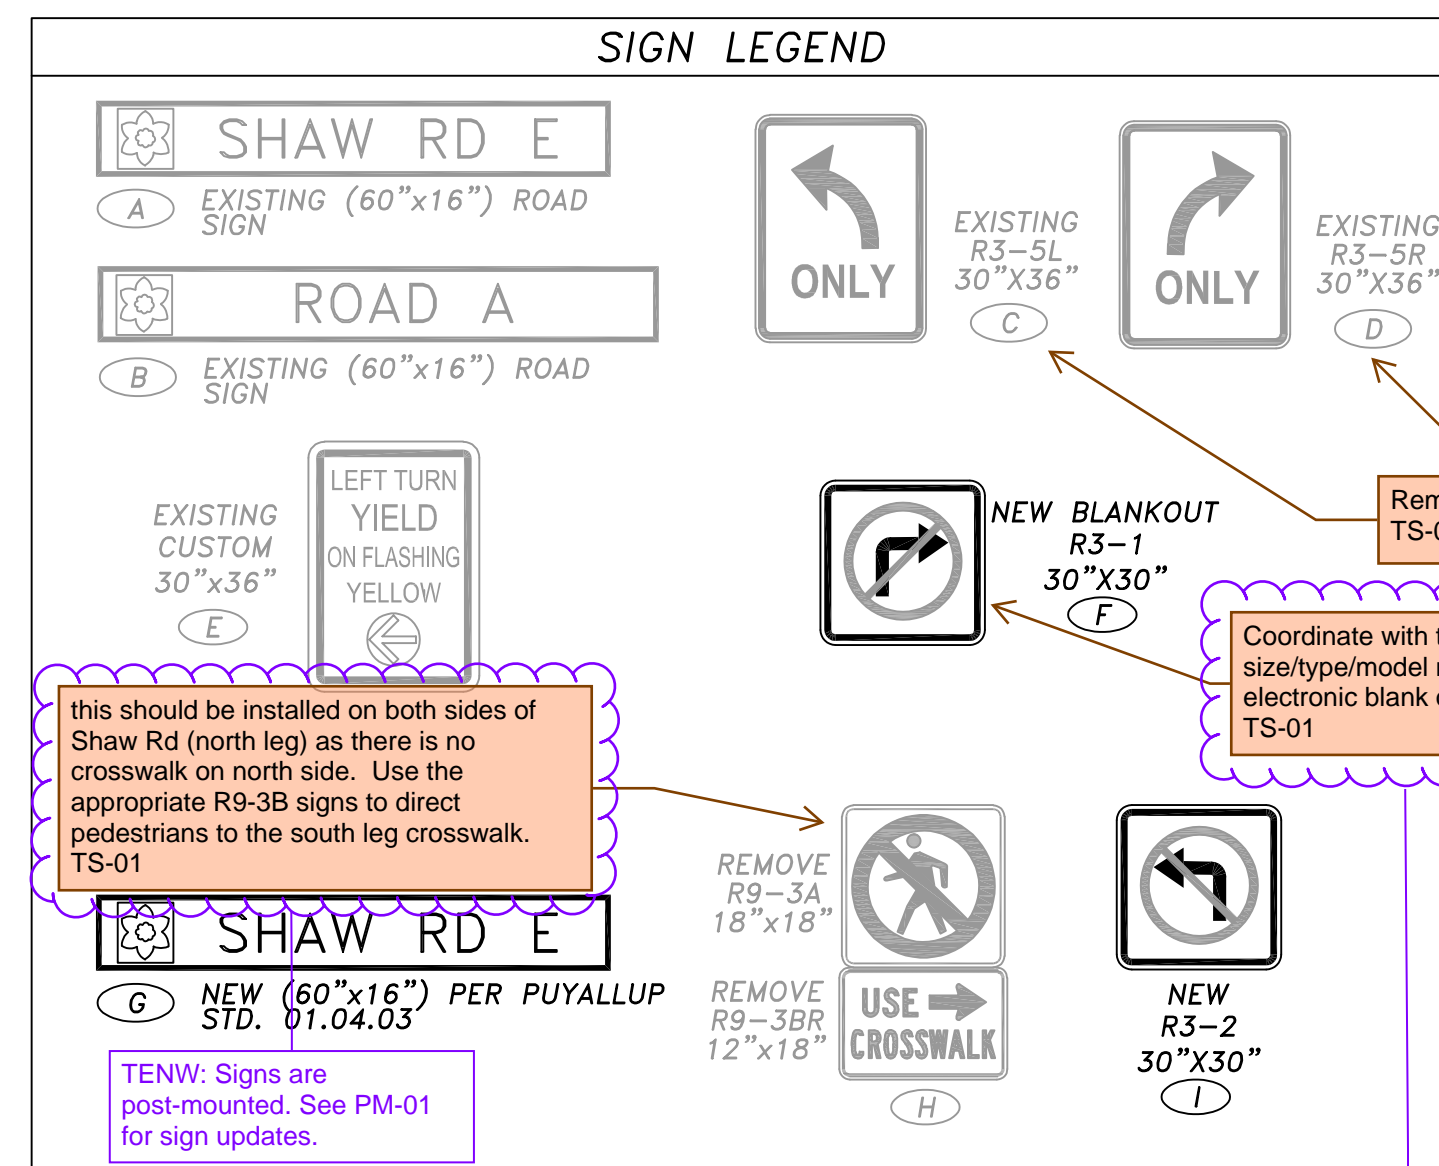 SIGN LEGEND
SHAW RD E
A
EXISTING (60"x16") ROAD
SIGN
ROAD A
B
EXISTING (60"x16") ROAD
SIGN
ONLY
EXISTING
R3-5L
30"X36"
C
ONLY
EXISTING
R3-5R
30"X36"
D
EXISTING
CUSTOM
30"x36"
E
LEFT TURN
YIELD
ON FLASHING
YELLOW
NEW BLANKOUT
R3-1
30"X30"
F
Coordinate with
size/type/model
electronic blank
TS-01
this should be installed on both sides of
Shaw Rd (north leg) as there is no
crosswalk on north side. Use the
appropriate R9-3B signs to direct
pedestrians to the south leg crosswalk.
TS-01
SHAW RD E
G
NEW (60"x16") PER PUYALLUP
STD. 01.04.03
TENW: Signs are
post-mounted. See PM-01
for sign updates.
REMOVE
R9-3A
18"x18"
REMOVE
R9-3BR
12"x18"
USE
CROSSWALK
H
NEW
R3-2
30"X30"
I